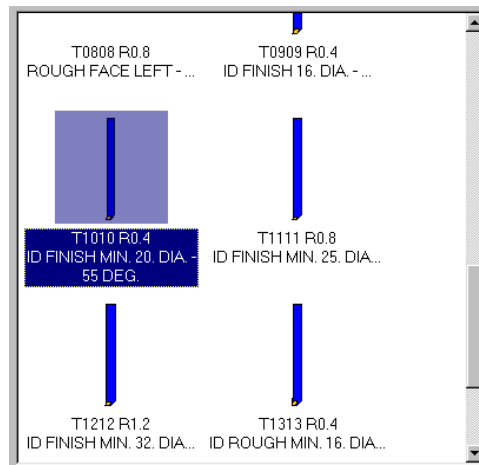 T0808 R0.8
ROUGH FACE LEFT - ...
T0909 R0.4
ID FINISH 16. DIA. - ...
T1010 R0.4
ID FINISH MIN. 20. DIA. -
55 DEG.
T1111 R0.8
ID FINISH MIN. 25. DIA...
T1212 R1.2
ID FINISH MIN. 32. DIA...
T1313 R0.4
ID ROUGH MIN. 16. DIA...